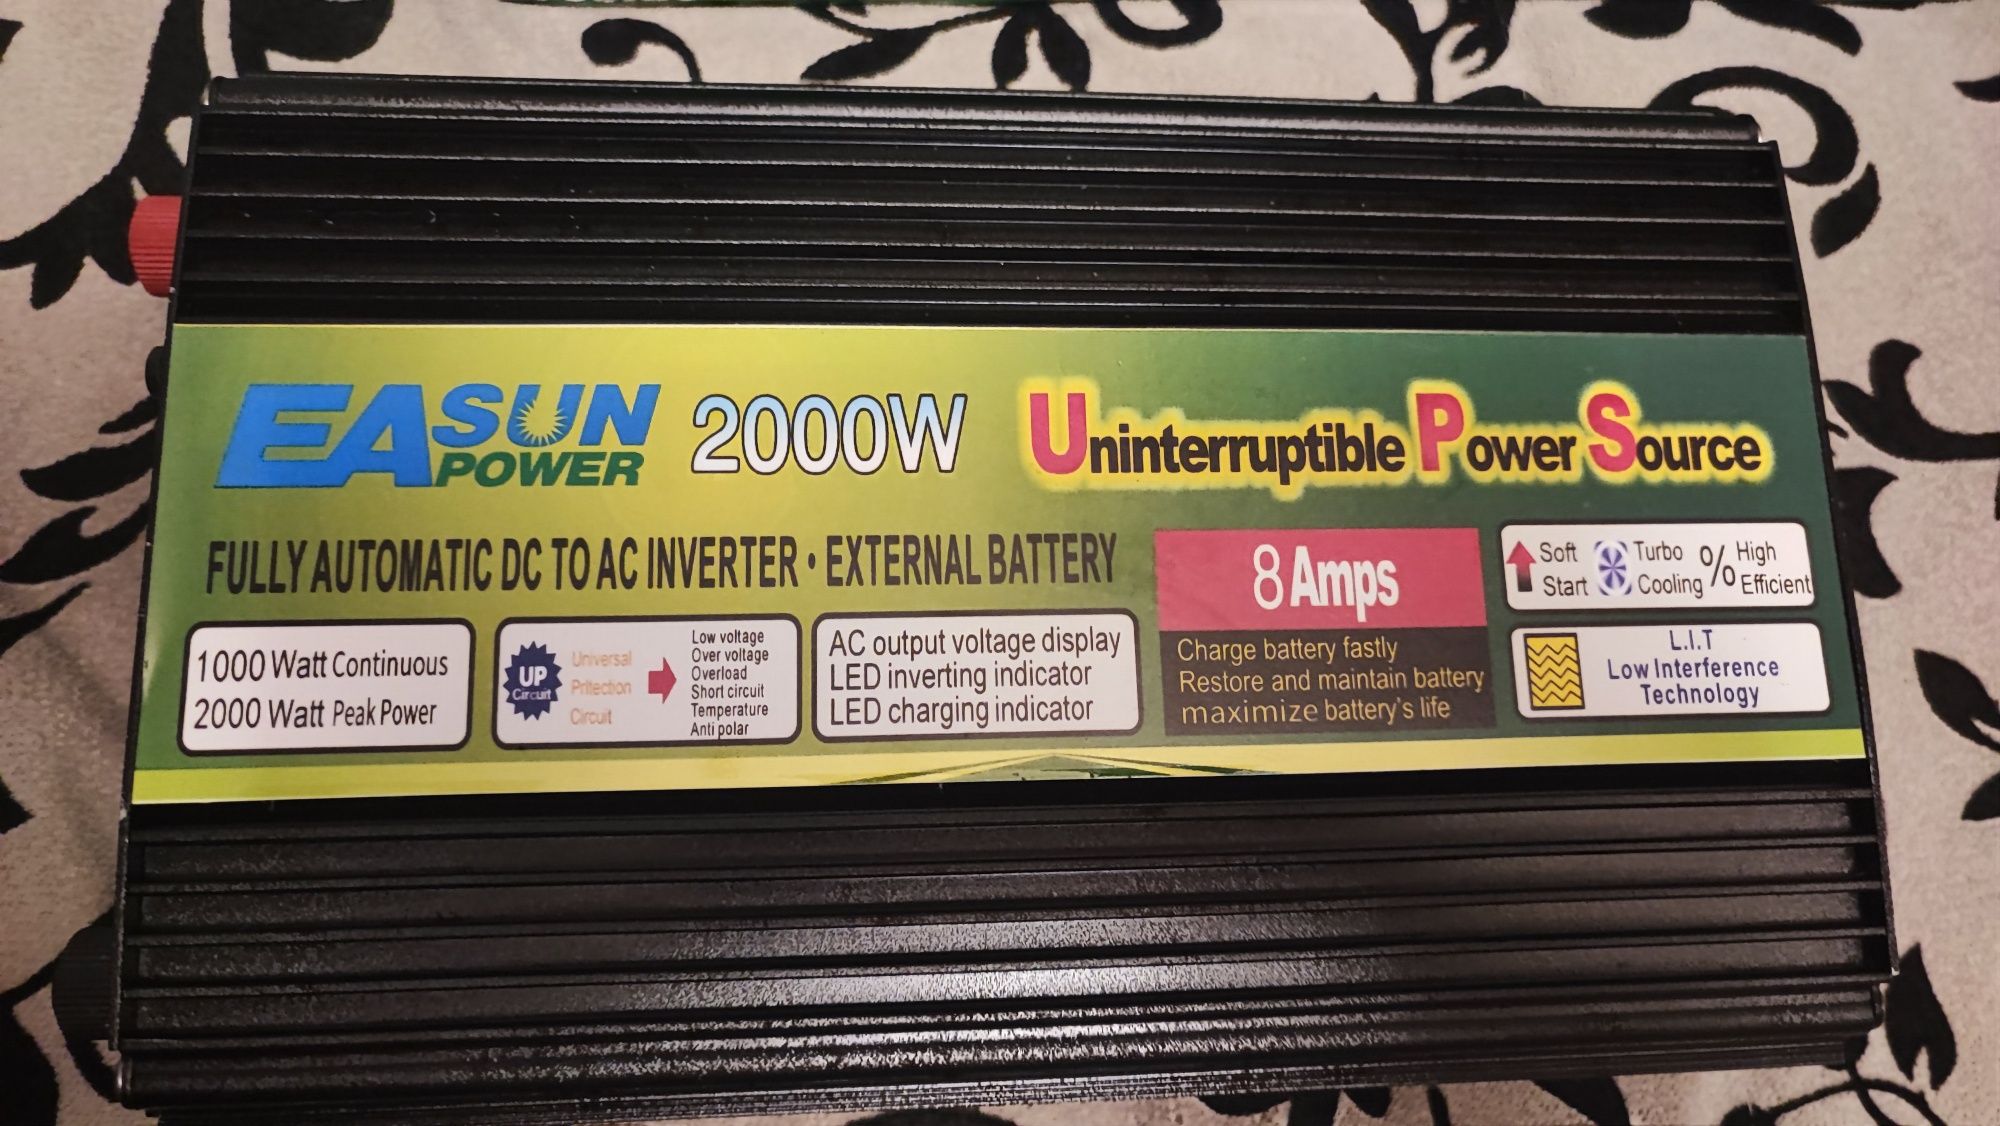 EASUN
POWER
2000W
Uninterruptible Power Source
FULLY AUTOMATIC DC TO AC INVERTER · EXTERNAL BATTERY
1000 Watt Continuous
2000 Watt Peak Power
UP
Circuit
Universal
Pritection
Circuit
Low voltage
Over voltage
Overload
Short circuit
Temperature
Anti polar
AC output voltage display
LED inverting indicator
LED charging indicator
8 Amps
Charge battery fastly
Restore and maintain battery
maximize battery's life
Soft
Start
Turbo
Cooling
% High
Efficient
L.I.T
Low Interference
Technology